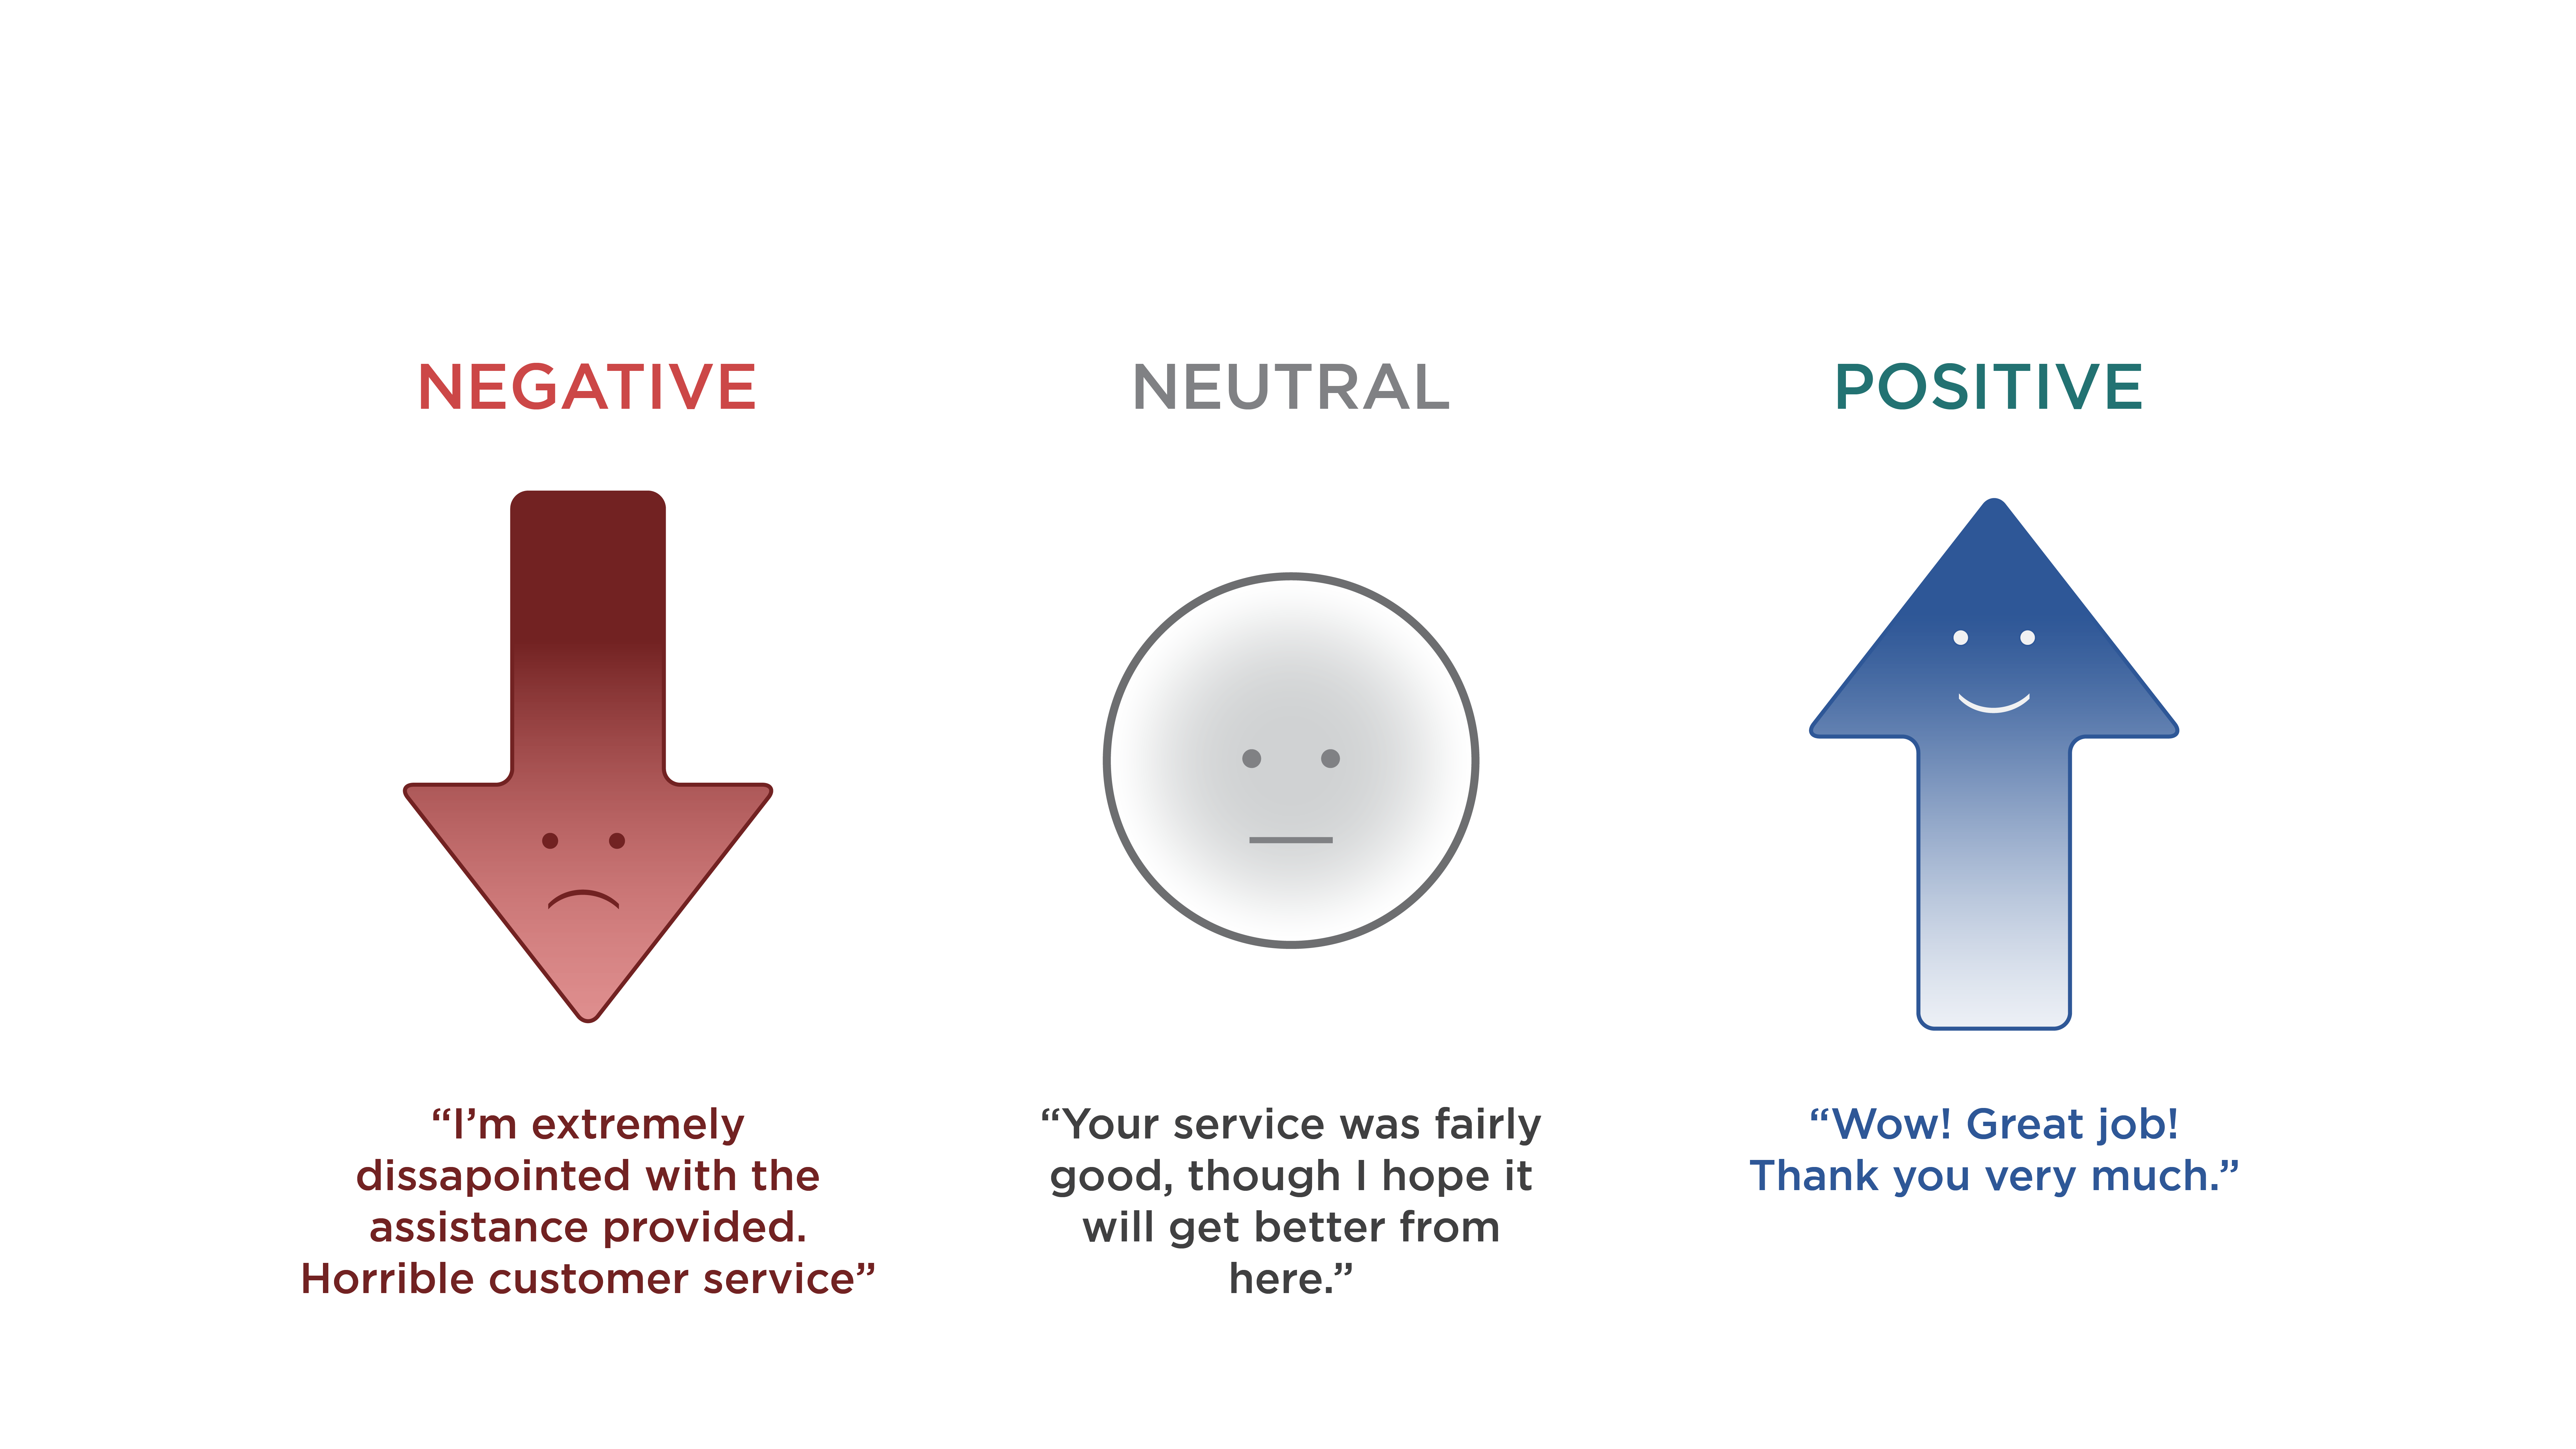 NEGATIVE
NEUTRAL
POSITIVE
“I’m extremely
dissapointed with the
assistance provided.
Horrible customer service”
“Your service was fairly
good, though I hope it
will get better from
here.”
“Wow! Great job!
Thank you very much.”